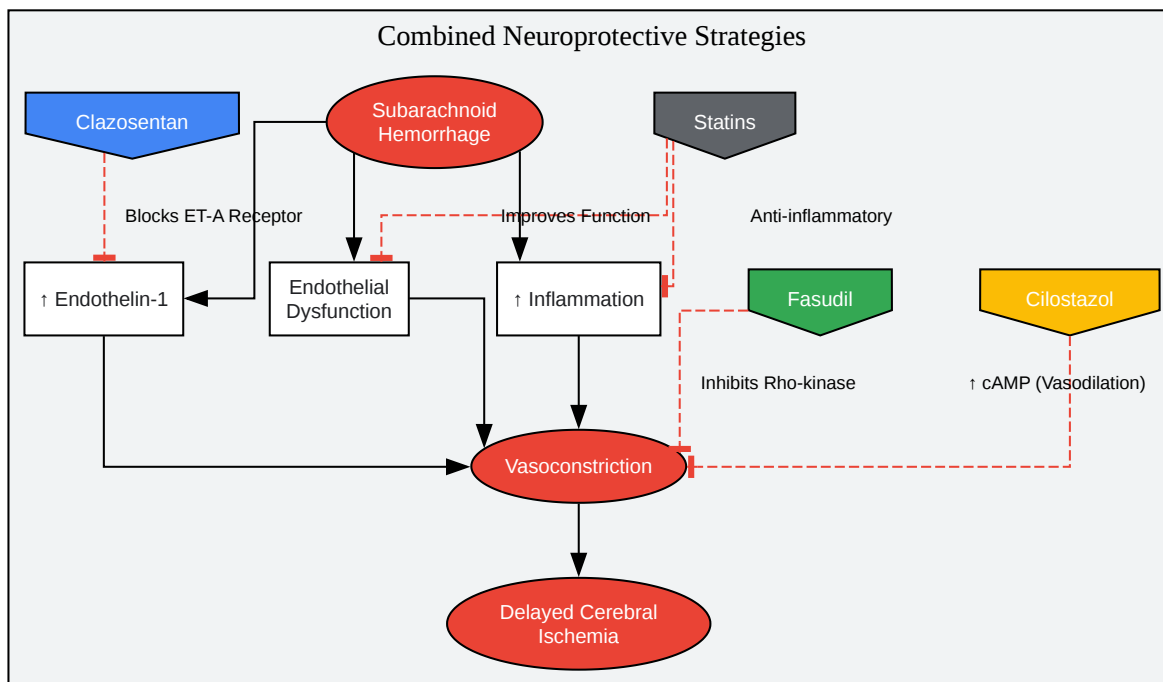 Combined Neuroprotective Strategies
Clazosentan
Subarachnoid
Hemorrhage
Statins
Blocks ET-A Receptor
Improves Function
Anti-inflammatory
↑ Endothelin-1
Endothelial
Dysfunction
↑ Inflammation
Fasudil
Cilostazol
Inhibits Rho-kinase
↑ cAMP (Vasodilation)
Vasoconstriction
Delayed Cerebral
Ischemia